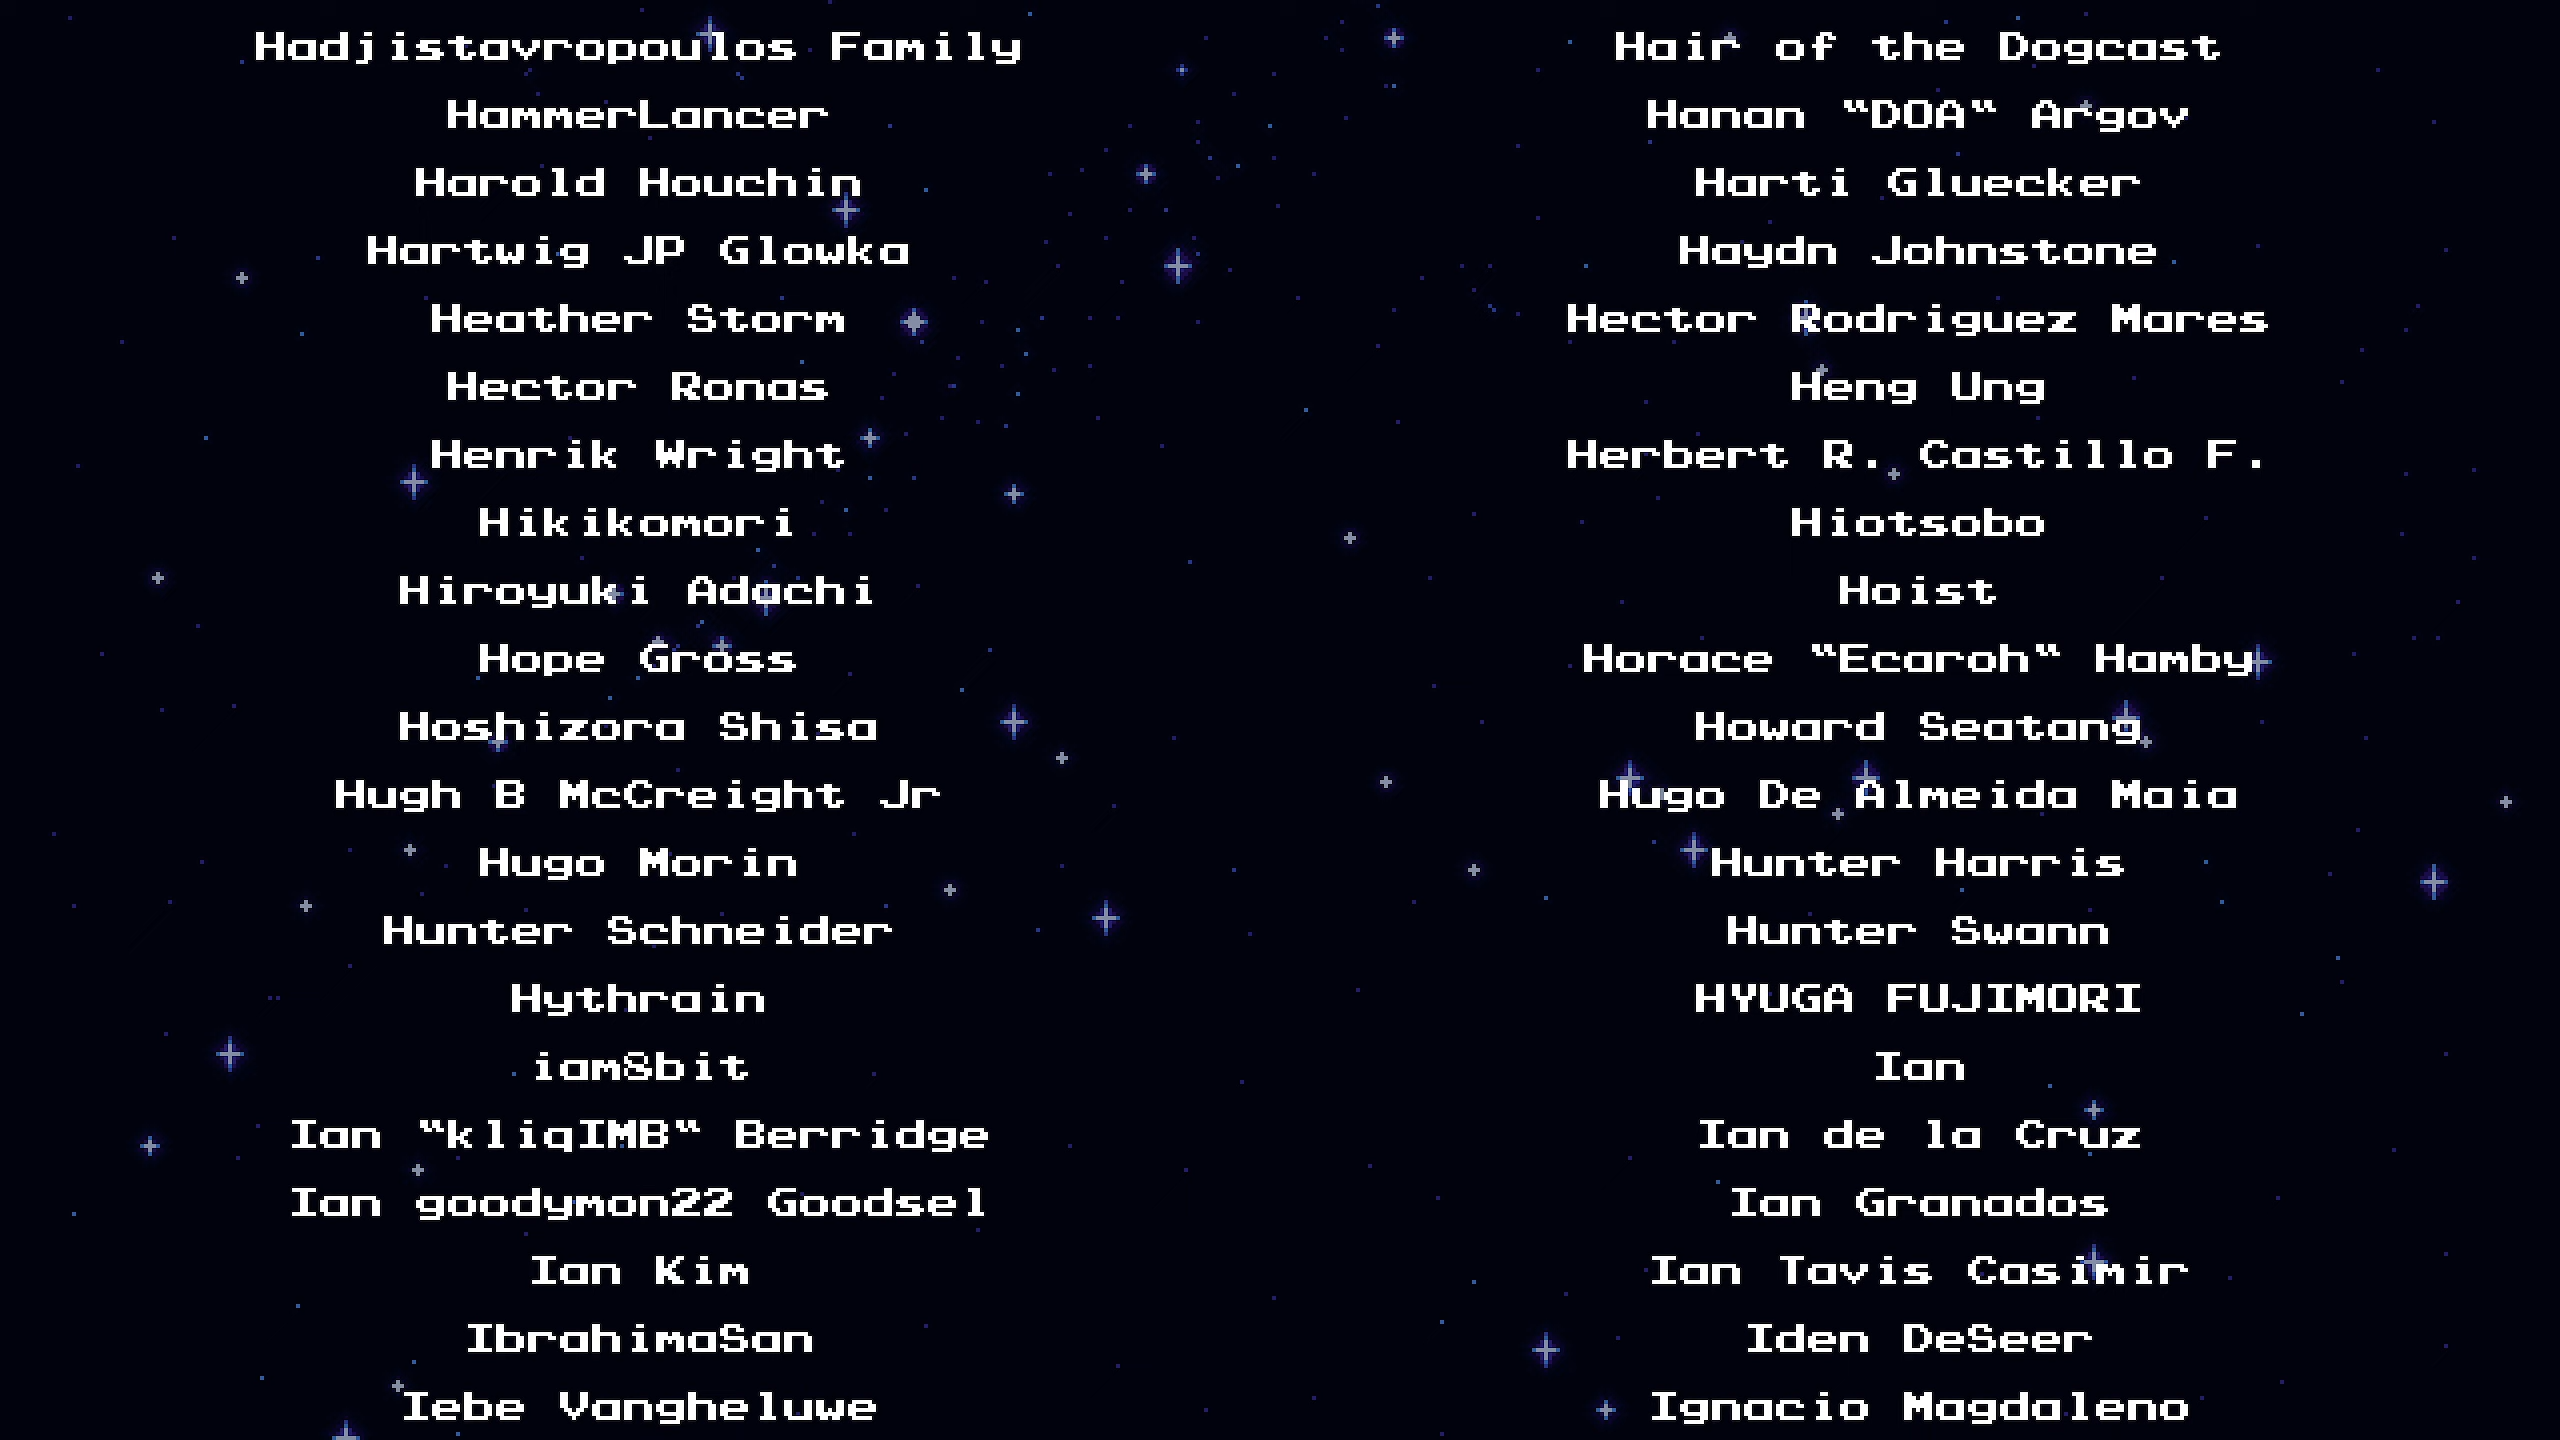 Hadjistavropoulos Family
Hair of the Dogcast
HammerLancer
Hanan "DOA" Argov
Harold Houchin
Harti Gluecker
Hartwig JP Glowka
Haydn Johnstone
Heather Storm
Hector Rodriguez Mares
Hector Ronas
Heng Ung
Henrik Wright
Herbert R. Castillo F.
Hikikomori
Hiotsobo
Hiroyuki Adachi
Hoist
Hope Gross
Horace "Ecaroh" Hamby
Hoshizora Shisa
Howard Seatang
Hugh B McCreight Jr
Hugo De Almeida Maia
Hugo Morin
Hunter Harris
Hunter Schneider
Hunter Swann
Hythrain
HYUGA FUJIMORI
iam8bit
Ian
Ian "kliqIMB" Berridge
Ian de la Cruz
Ian goodymon22 Goodsel
Ian Granados
Ian Kim
Ian Tavis Casimir
IbrahimaSan
Iden DeSeer
Iebe Vangheluwe
Ignacio Magdaleno